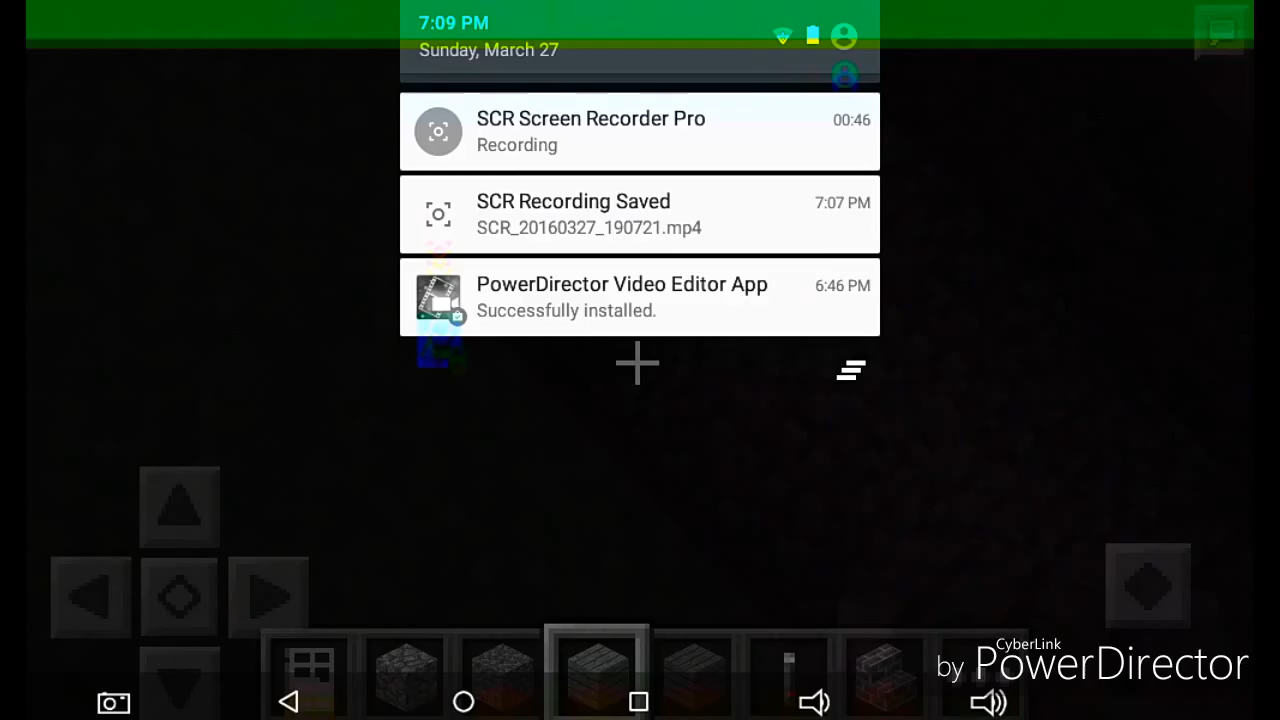 7:09 PM
Sunday, March 27
SCR Screen Recorder Pro
00:46
Recording
SCR Recording Saved
7:07 PM
SCR_20160327_190721.mp4
PowerDirector Video Editor App
6:46 PM
Successfully installed.
CyberLink
by PowerDirector